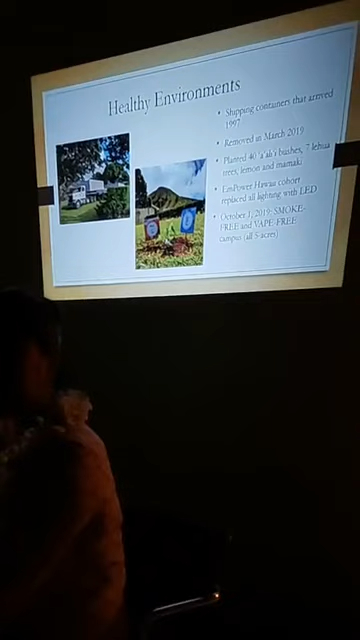 Healthy Environments
• Shipping containers that arrived
1997
• Removed in March 2019
• Planted 40 'a'ali'i bushes, 7 lehua
trees, lemon and mamaki
• EmPower Hawaii cohort
replaced all lighting with LED
• October 1, 2019: SMOKE-
FREE and VAPE-FREE
campus (all 5-acres)